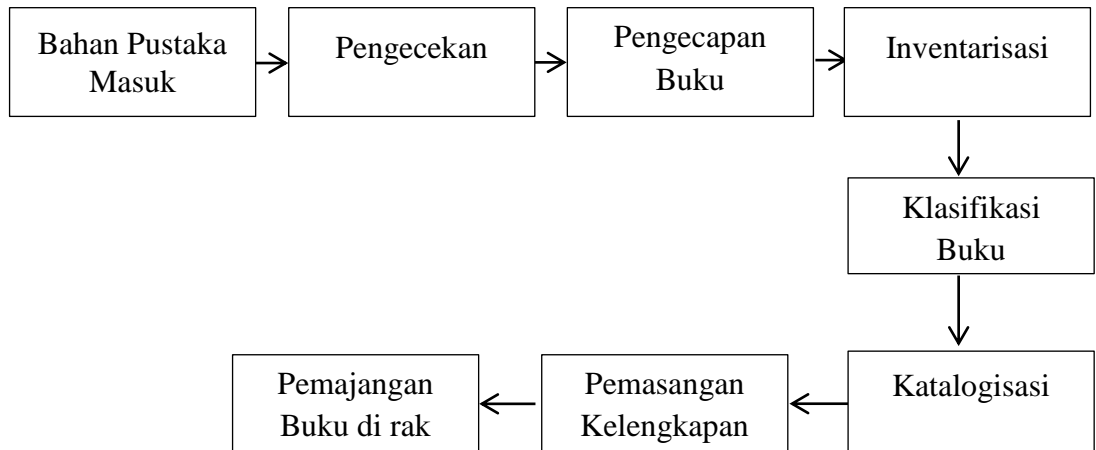 Bahan Pustaka
Masuk
Pengecekan
Pengecapan
Buku
Inventarisasi
Klasifikasi
Buku
Katalogisasi
Pemasangan
Kelengkapan
Pemajangan
Buku di rak